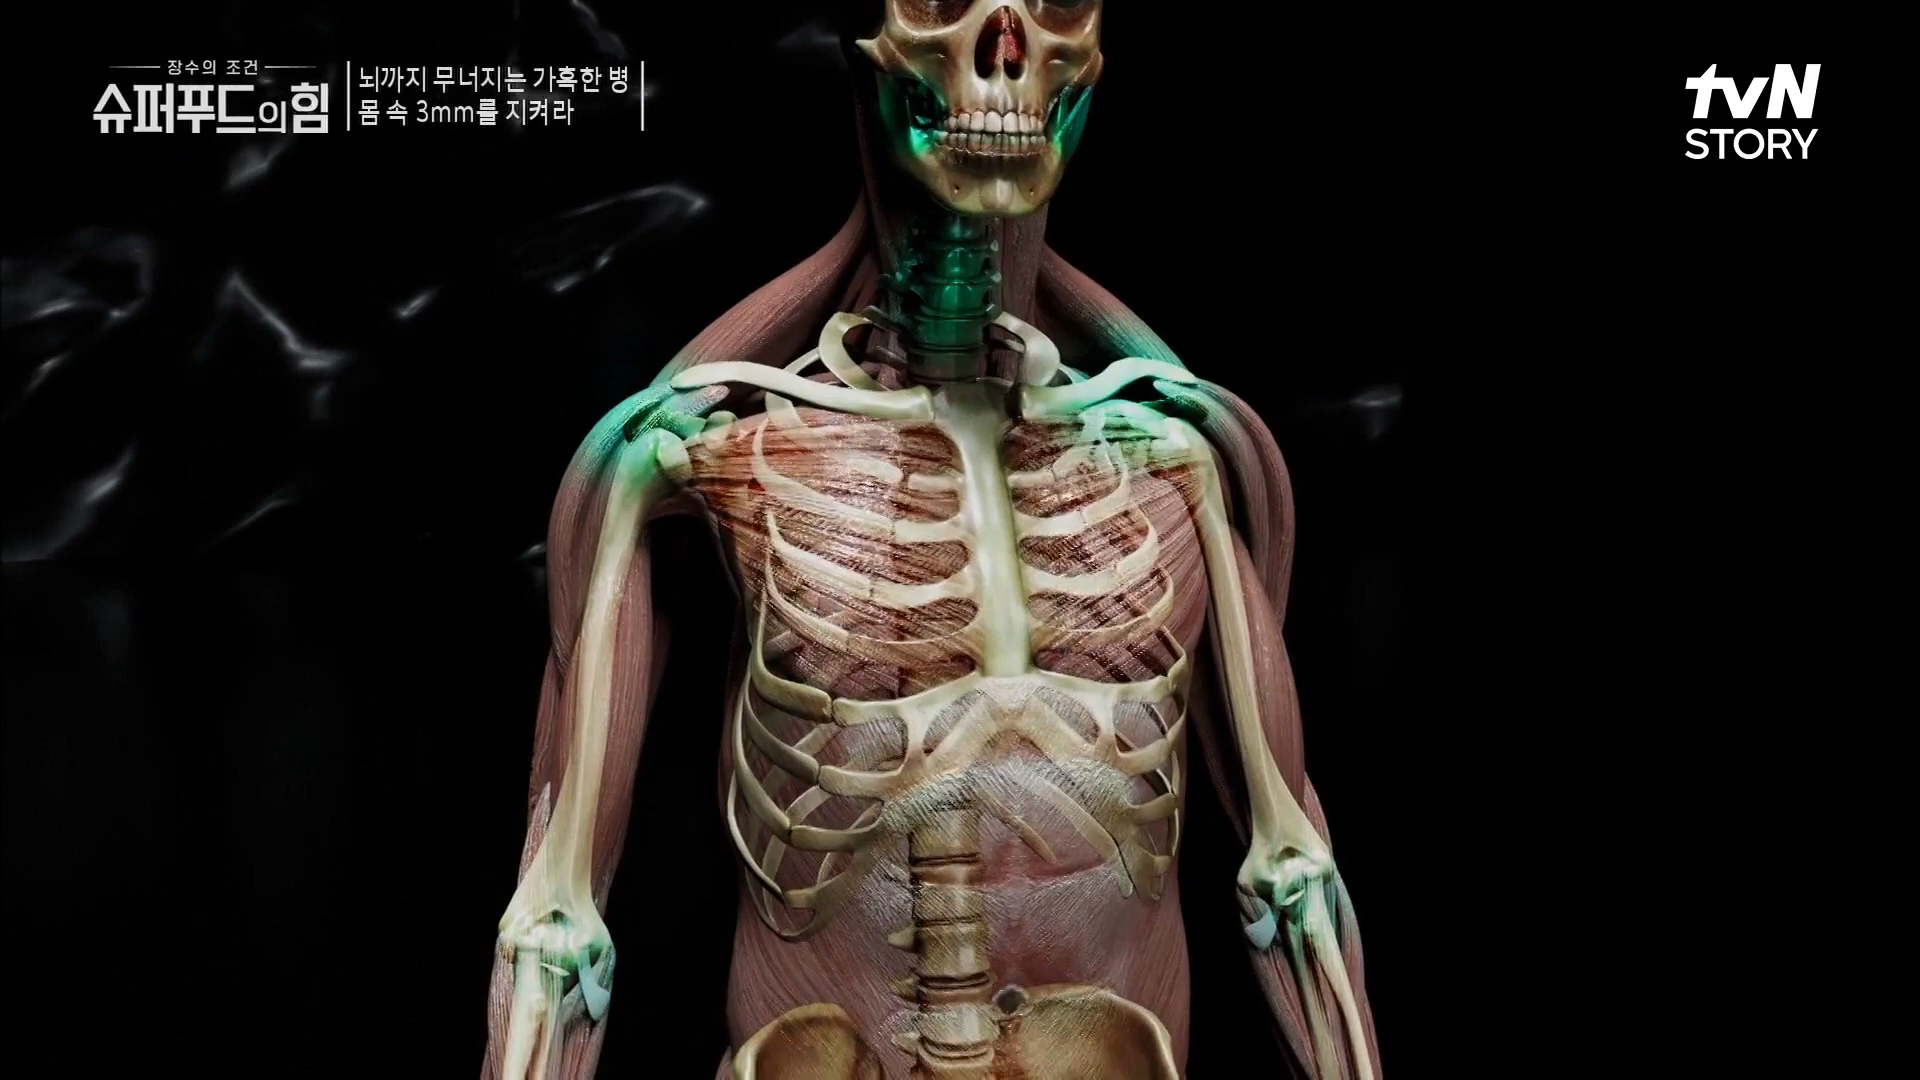 장수의 조건
슈퍼푸드의힘
뇌까지 무너지는 가혹한 병
몸 속 3mm를 지켜라
tvN
STORY